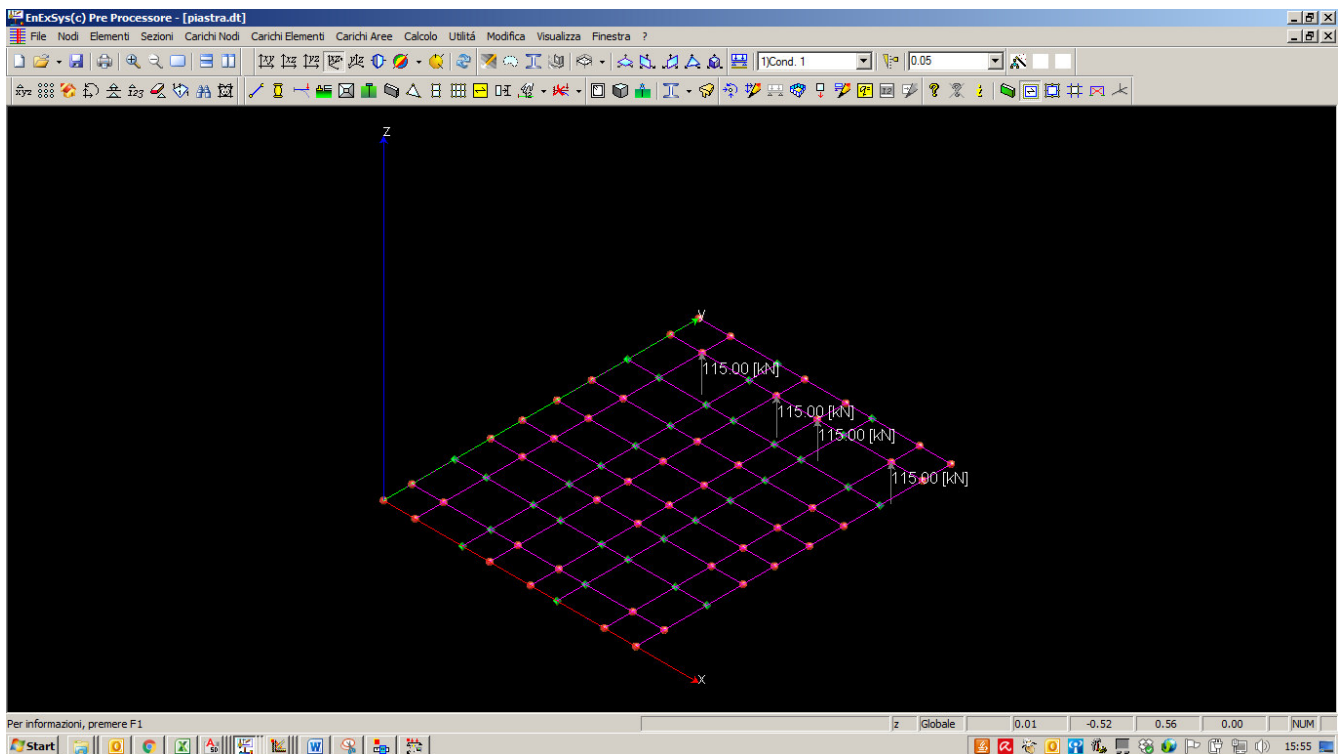 EnExSys(c) Pre Processore - [piastra.dt]
File Nodi Elementi Sezioni Carichi Nodi Carichi Elementi Carichi Aree Calcolo Utilitá Modifica Visualizza Finestra ?
1)Cond. 1 0.05
Z
Y
115.00 [kN]
115.00 [kN]
115.00 [kN]
115.00 [kN]
X
Per informazioni, premere F1 z Globale 0.01 -0.52 0.56 0.00 NUM
Start 15:55